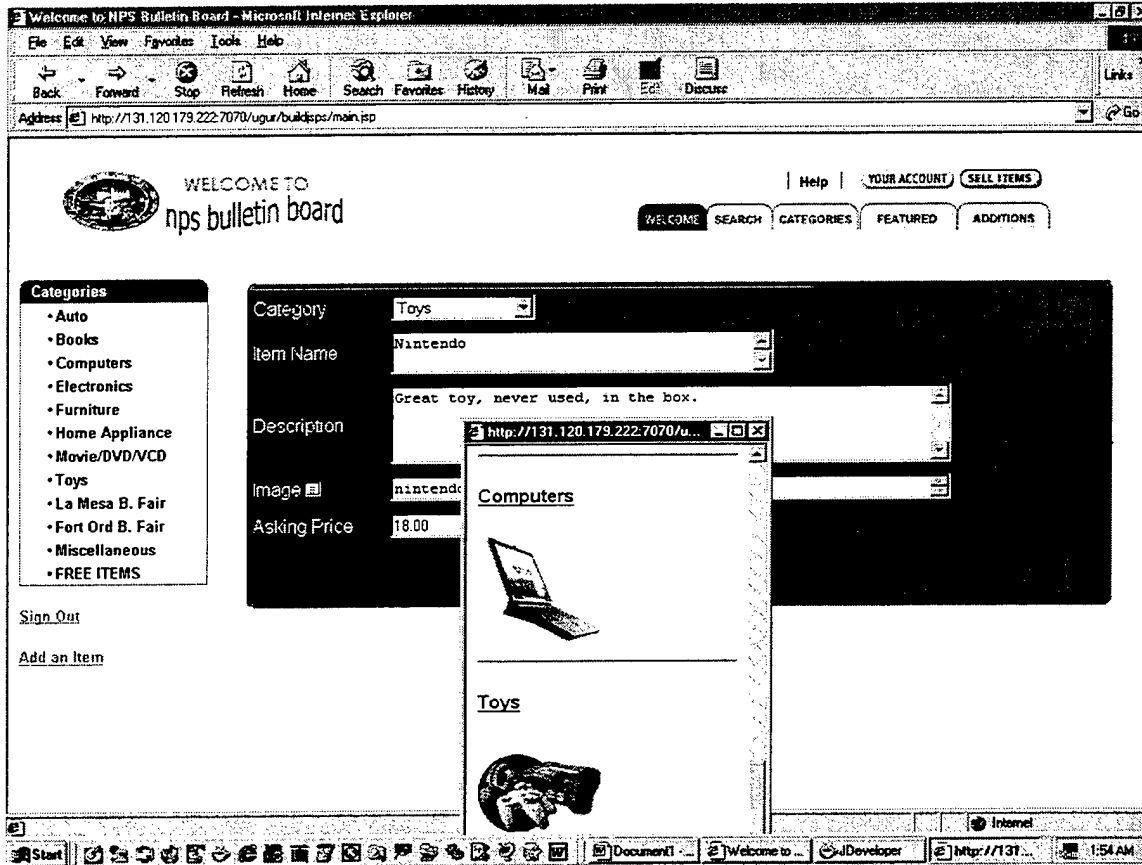 Welcome to NPS Bulletin Board - Microsoft Internet Explorer
File Edit View Favorites Tools Help
Back Forward Stop Refresh Home Search Favorites History Mail Print Edit Discuss Links
Address http://131.120.179.222:7070/ugur/buildjsps/main.jsp Go
WELCOME TO
nps bulletin board
| Help | YOUR ACCOUNT SELL ITEMS
WELCOME SEARCH CATEGORIES FEATURED ADDITIONS
Categories
•Auto
•Books
•Computers
•Electronics
•Furniture
•Home Appliance
•Movie/DVD/VCD
•Toys
•La Mesa B. Fair
•Fort Ord B. Fair
•Miscellaneous
•FREE ITEMS
Sign Out
Add an Item
Category Toys
Item Name Nintendo
Description Great toy, never used, in the box.
Image nintendo
Asking Price 18.00
http://131.120.179.222:7070/u...
Computers
Toys
Internet
Start Document1 - ... Welcome to ... JDeveloper http://131... 1:54 AM